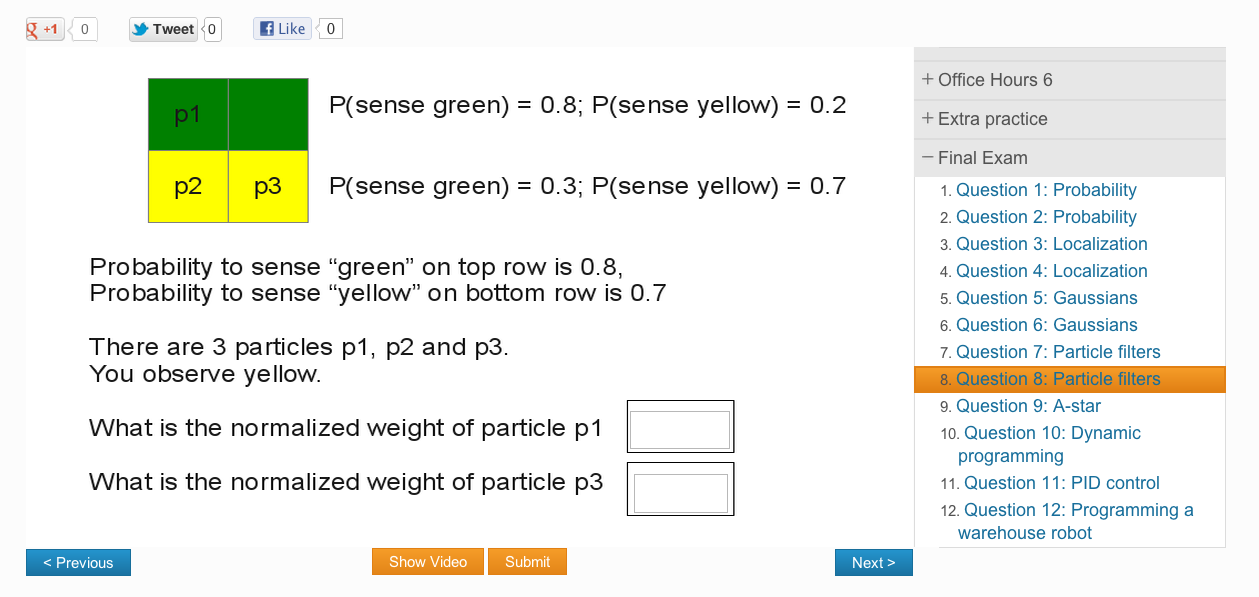 g +1 0 Tweet 0 f Like 0
p1
P(sense green) = 0.8; P(sense yellow) = 0.2
p2 p3
P(sense green) = 0.3; P(sense yellow) = 0.7
Probability to sense “green” on top row is 0.8,
Probability to sense “yellow” on bottom row is 0.7
There are 3 particles p1, p2 and p3.
You observe yellow.
What is the normalized weight of particle p1
What is the normalized weight of particle p3
< Previous
Show Video
Submit
Next >
+ Office Hours 6
+ Extra practice
− Final Exam
1. Question 1: Probability
2. Question 2: Probability
3. Question 3: Localization
4. Question 4: Localization
5. Question 5: Gaussians
6. Question 6: Gaussians
7. Question 7: Particle filters
8. Question 8: Particle filters
9. Question 9: A-star
10. Question 10: Dynamic
programming
11. Question 11: PID control
12. Question 12: Programming a
warehouse robot